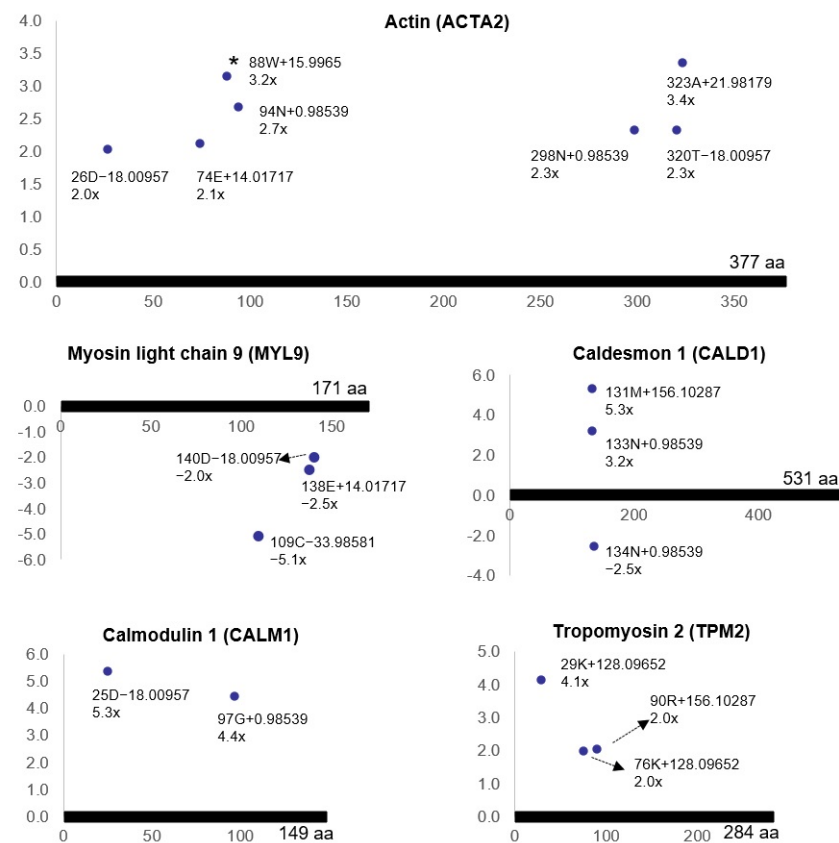 Actin (ACTA2)
4.0
3.5
3.0
2.5
2.0
1.5
1.0
0.5
0.0
* 88W+15.9965
3.2x
94N+0.98539
2.7x
26D−18.00957
2.0x
74E+14.01717
2.1x
323A+21.98179
3.4x
298N+0.98539
2.3x
320T−18.00957
2.3x
377 aa
0 50 100 150 200 250 300 350
Myosin light chain 9 (MYL9)
171 aa
0.0
-1.0
-2.0
-3.0
-4.0
-5.0
-6.0
0 50 100 150
140D−18.00957
−2.0x
138E+14.01717
−2.5x
109C−33.98581
−5.1x
Caldesmon 1 (CALD1)
6.0
4.0
2.0
0.0
-2.0
-4.0
131M+156.10287
5.3x
133N+0.98539
3.2x
531 aa
0 200 400
134N+0.98539
−2.5x
Calmodulin 1 (CALM1)
6.0
5.0
4.0
3.0
2.0
1.0
0.0
25D−18.00957
5.3x
97G+0.98539
4.4x
0 50 100 149 aa
Tropomyosin 2 (TPM2)
5.0
4.0
3.0
2.0
1.0
0.0
29K+128.09652
4.1x
90R+156.10287
2.0x
76K+128.09652
2.0x
0 100 200 284 aa